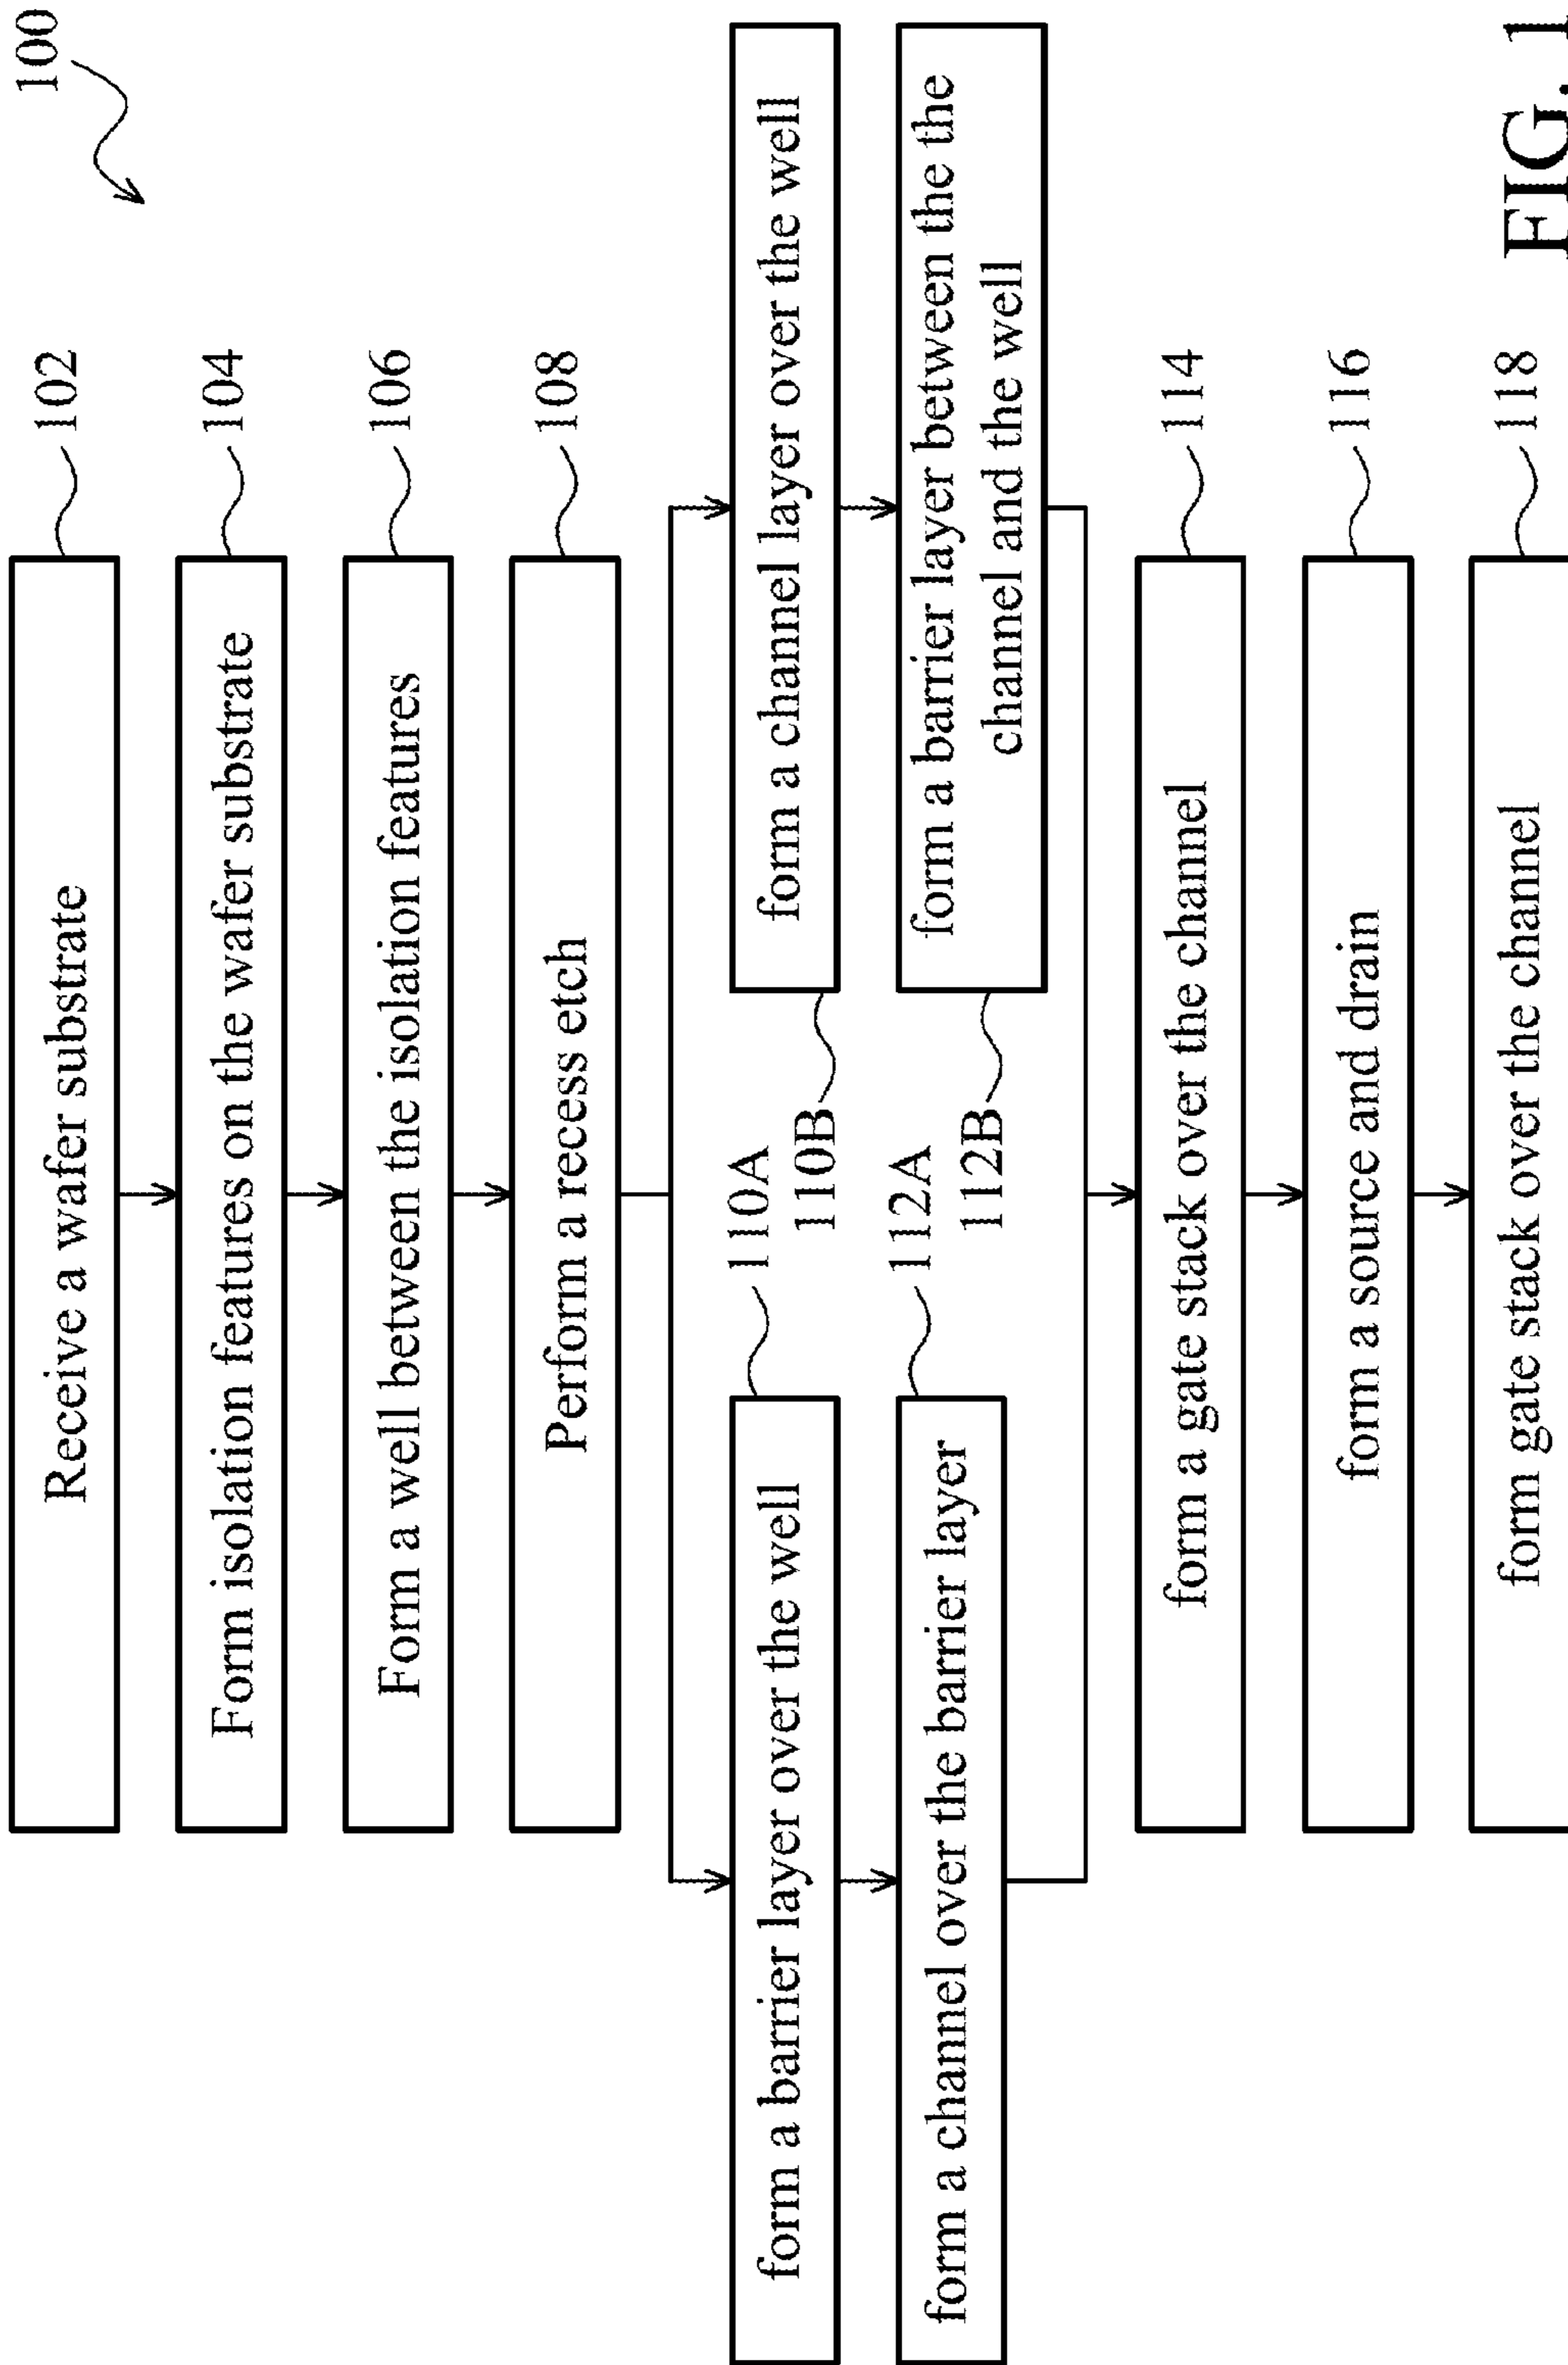 100
Receive a wafer substrate
102
Form isolation features on the wafer substrate
104
Form a well between the isolation features
106
Perform a recess etch
108
form a barrier layer over the well
110A
110B
form a channel layer over the well
form a channel over the barrier layer
112A
112B
form a barrier layer between the the
channel and the well
form a gate stack over the channel
114
form a source and drain
116
form gate stack over the channel
118
FIG. 1